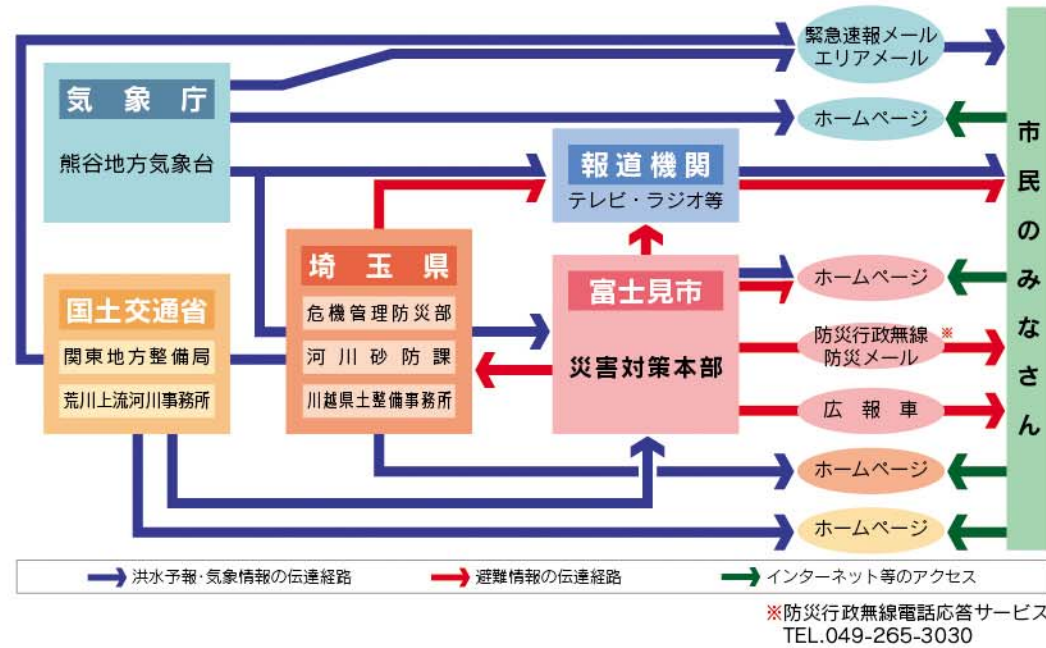 緊急速報メール
エリアメール
気象庁
熊谷地方気象台
ホームページ
報道機関
テレビ・ラジオ等
埼玉県
危機管理防災部
河川砂防課
川越県土整備事務所
国土交通省
関東地方整備局
荒川上流河川事務所
富士見市
災害対策本部
ホームページ
防災行政無線※
防災メール
広報車
ホームページ
ホームページ
市民のみなさん
洪水予報・気象情報の伝達経路
避難情報の伝達経路
インターネット等のアクセス
※防災行政無線電話応答サービス
TEL.049-265-3030